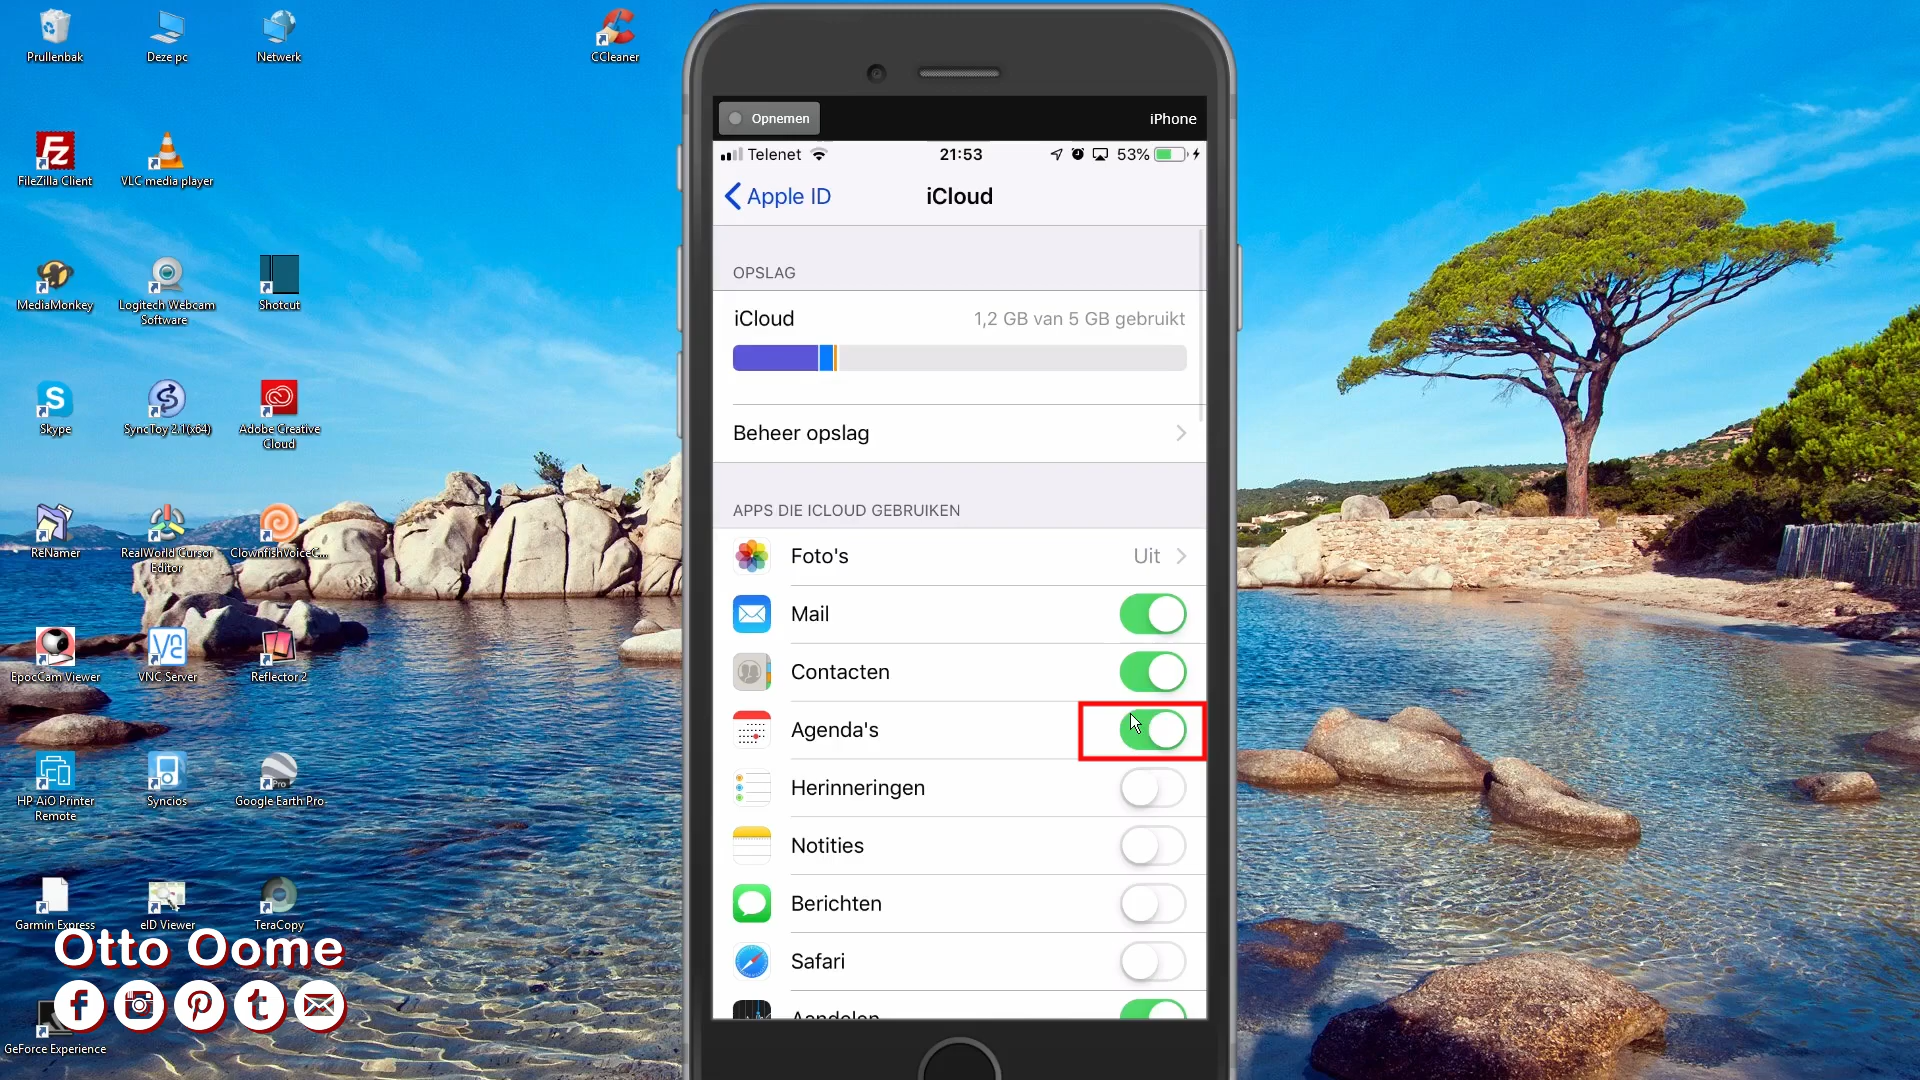 Prullenbak
Deze pc
Netwerk
CCleaner
FileZilla Client
VLC media player
MediaMonkey
Logitech Webcam
Software
Shotcut
Skype
SyncToy 2.1(x64)
Adobe Creative
Cloud
ReNamer
RealWorld Cursor
Editor
ClownfishVoiceC...
EpocCam Viewer
VNC Server
Reflector 2
HP AiO Printer
Remote
Syncios
Google Earth Pro
Garmin Express
eID Viewer
TeraCopy
Otto Oome
GeForce Experience
Opnemen
iPhone
Telenet
21:53
53%
Apple ID
iCloud
OPSLAG
iCloud
1,2 GB van 5 GB gebruikt
Beheer opslag
APPS DIE ICLOUD GEBRUIKEN
Foto's
Uit
Mail
Contacten
Agenda's
Herinneringen
Notities
Berichten
Safari
Aandelen